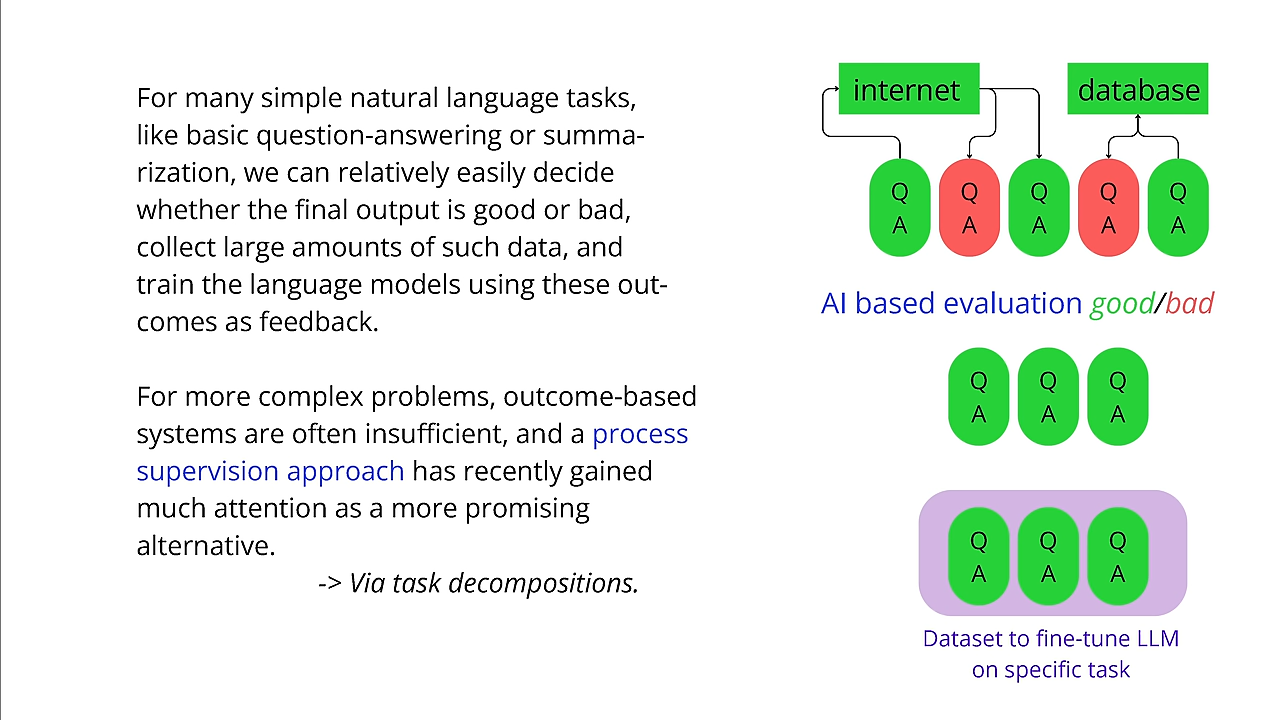 For many simple natural language tasks,
like basic question-answering or summa-
rization, we can relatively easily decide
whether the final output is good or bad,
collect large amounts of such data, and
train the language models using these out-
comes as feedback.
For more complex problems, outcome-based
systems are often insufficient, and a process
supervision approach has recently gained
much attention as a more promising
alternative.
-> Via task decompositions.
internet database
Q Q Q Q Q
A A A A A
AI based evaluation good/bad
Q Q Q
A A A
Q Q Q
A A A
Dataset to fine-tune LLM
on specific task